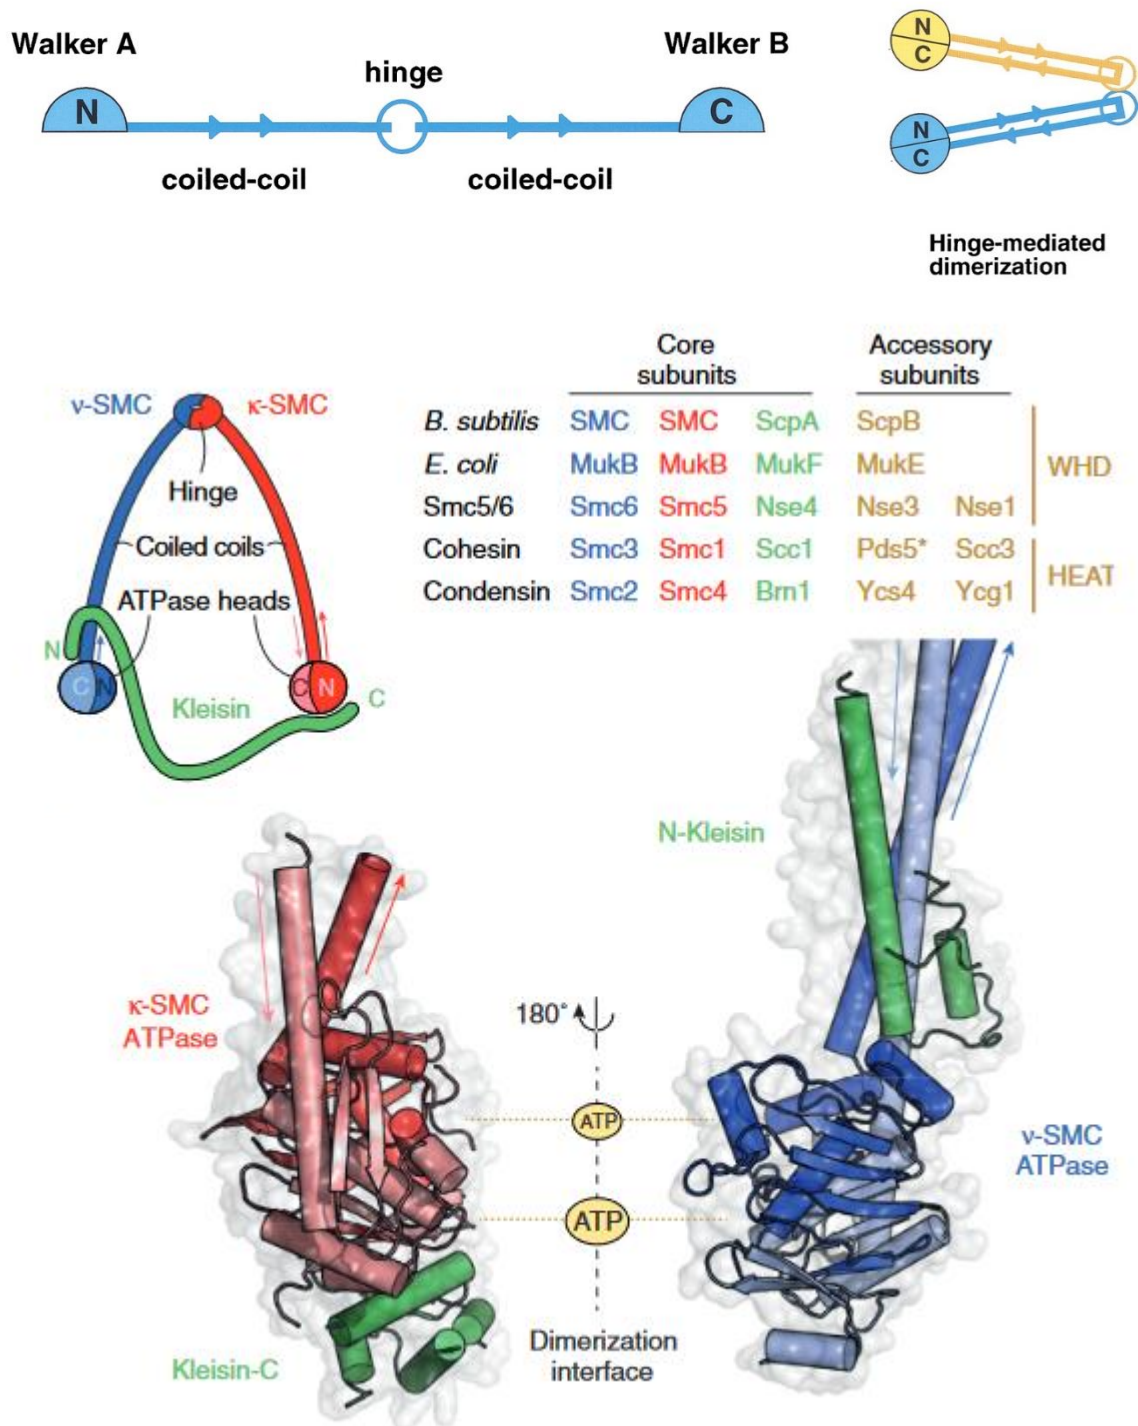 Walker A
Walker B
hinge
N
C
coiled-coil
coiled-coil
N
C
N
C
Hinge-mediated
dimerization
Core
subunits
Accessory
subunits
B. subtilis SMC SMC ScpA ScpB
E. coli MukB MukB MukF MukE
WHD
Smc5/6 Smc6 Smc5 Nse4 Nse3 Nse1
Cohesin Smc3 Smc1 Scc1 Pds5* Scc3
HEAT
Condensin Smc2 Smc4 Brn1 Ycs4 Ycg1
ν-SMC
κ-SMC
Hinge
Coiled coils
ATPase heads
N
C N
C N
C
Kleisin
N-Kleisin
κ-SMC
ATPase
180°
ATP
ATP
ν-SMC
ATPase
Dimerization
interface
Kleisin-C